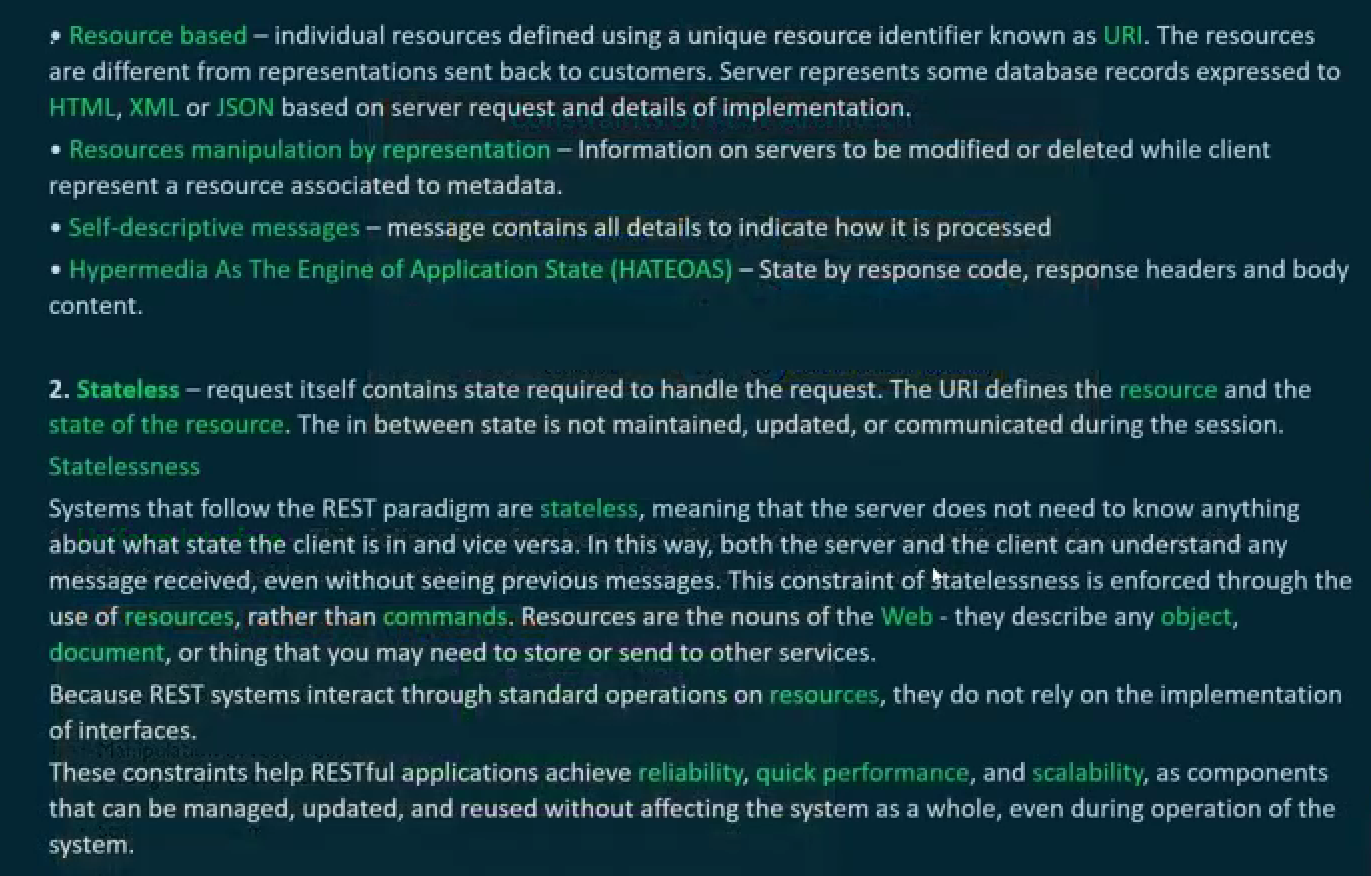 • Resource based – individual resources defined using a unique resource identifier known as URI. The resources
are different from representations sent back to customers. Server represents some database records expressed to
HTML, XML or JSON based on server request and details of implementation.
• Resources manipulation by representation – Information on servers to be modified or deleted while client
represent a resource associated to metadata.
• Self-descriptive messages – message contains all details to indicate how it is processed
• Hypermedia As The Engine of Application State (HATEOAS) – State by response code, response headers and body
content.
2. Stateless – request itself contains state required to handle the request. The URI defines the resource and the
state of the resource. The in between state is not maintained, updated, or communicated during the session.
Statelessness
Systems that follow the REST paradigm are stateless, meaning that the server does not need to know anything
about what state the client is in and vice versa. In this way, both the server and the client can understand any
message received, even without seeing previous messages. This constraint of statelessness is enforced through the
use of resources, rather than commands. Resources are the nouns of the Web - they describe any object,
document, or thing that you may need to store or send to other services.
Because REST systems interact through standard operations on resources, they do not rely on the implementation
of interfaces.
These constraints help RESTful applications achieve reliability, quick performance, and scalability, as components
that can be managed, updated, and reused without affecting the system as a whole, even during operation of the
system.